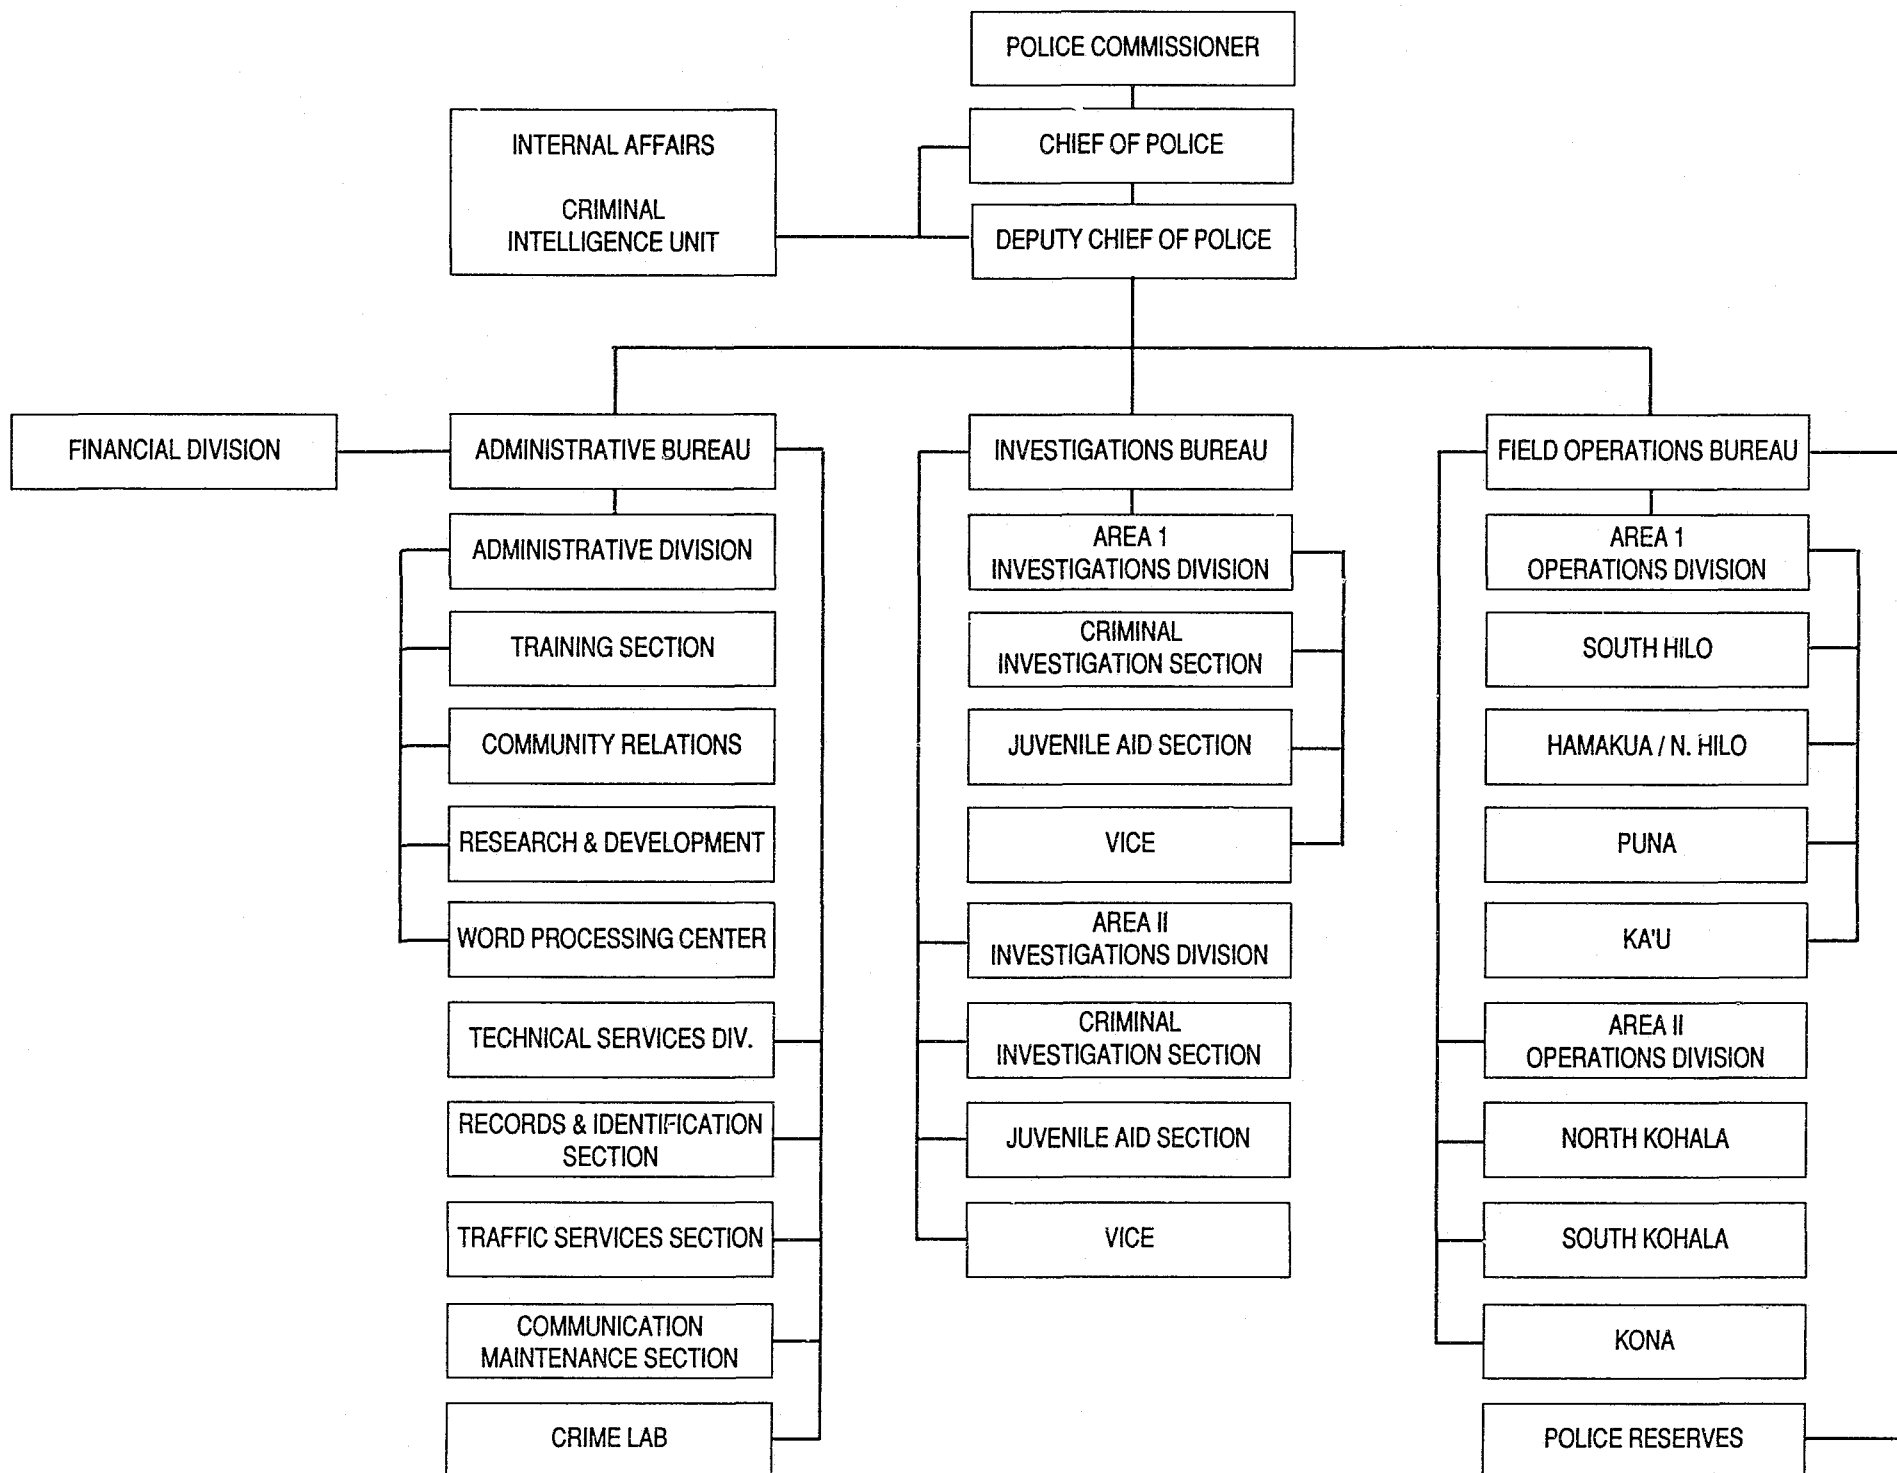 POLICE COMMISSIONER
INTERNAL AFFAIRS
CRIMINAL
INTELLIGENCE UNIT
CHIEF OF POLICE
DEPUTY CHIEF OF POLICE
FINANCIAL DIVISION
ADMINISTRATIVE BUREAU
ADMINISTRATIVE DIVISION
TRAINING SECTION
COMMUNITY RELATIONS
RESEARCH & DEVELOPMENT
WORD PROCESSING CENTER
TECHNICAL SERVICES DIV.
RECORDS & IDENTIFICATION
SECTION
TRAFFIC SERVICES SECTION
COMMUNICATION
MAINTENANCE SECTION
CRIME LAB
INVESTIGATIONS BUREAU
AREA 1
INVESTIGATIONS DIVISION
CRIMINAL
INVESTIGATION SECTION
JUVENILE AID SECTION
VICE
AREA II
INVESTIGATIONS DIVISION
CRIMINAL
INVESTIGATION SECTION
JUVENILE AID SECTION
VICE
FIELD OPERATIONS BUREAU
AREA 1
OPERATIONS DIVISION
SOUTH HILO
HAMAKUA / N. HILO
PUNA
KA'U
AREA II
OPERATIONS DIVISION
NORTH KOHALA
SOUTH KOHALA
KONA
POLICE RESERVES